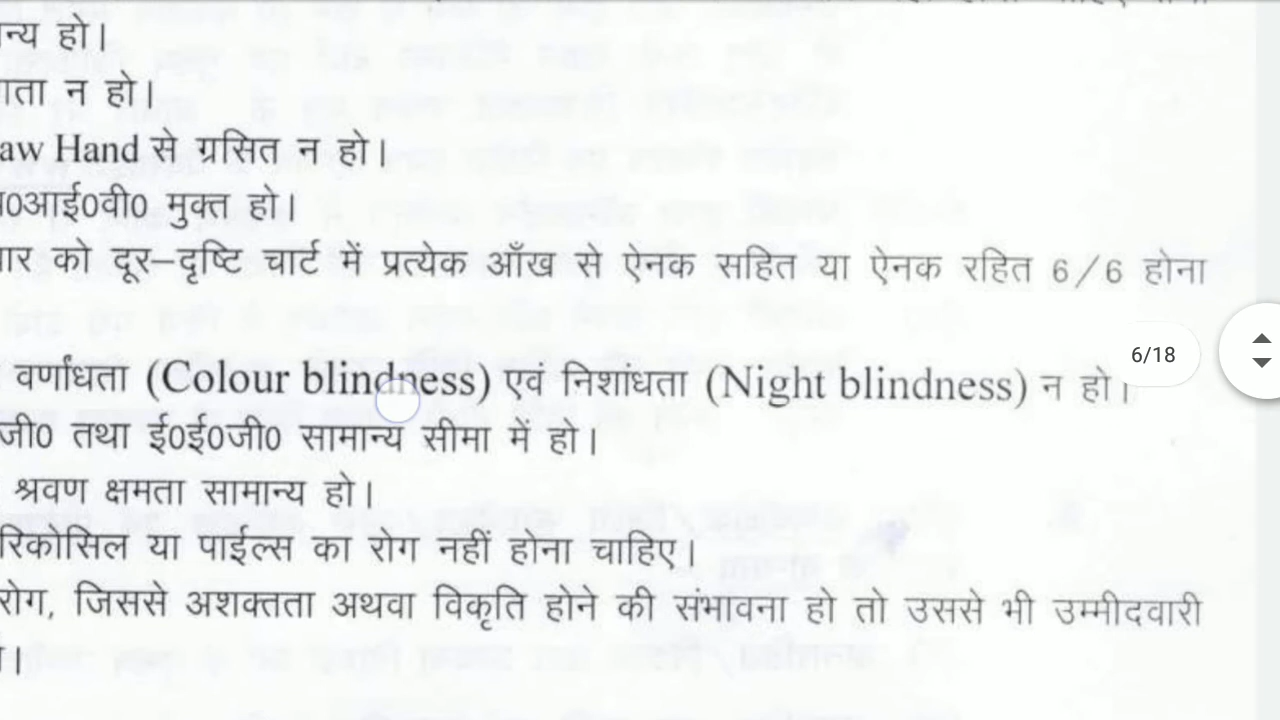 न्य हो।
गता न हो।
aw Hand से ग्रसित न हो।
0आई0वी0 मुक्त हो।
ार को दूर–दृष्टि चार्ट में प्रत्येक आँख से ऐनक सहित या ऐनक रहित 6/6 होना
6/18
वर्णांधता (Colour blindness) एवं निशांधता (Night blindness) न हो।
जी0 तथा ई0ई0जी0 सामान्य सीमा में हो।
श्रवण क्षमता सामान्य हो।
रिकोसिल या पाईल्स का रोग नहीं होना चाहिए।
रोग, जिससे अशक्तता अथवा विकृति होने की संभावना हो तो उससे भी उम्मीदवारी
।